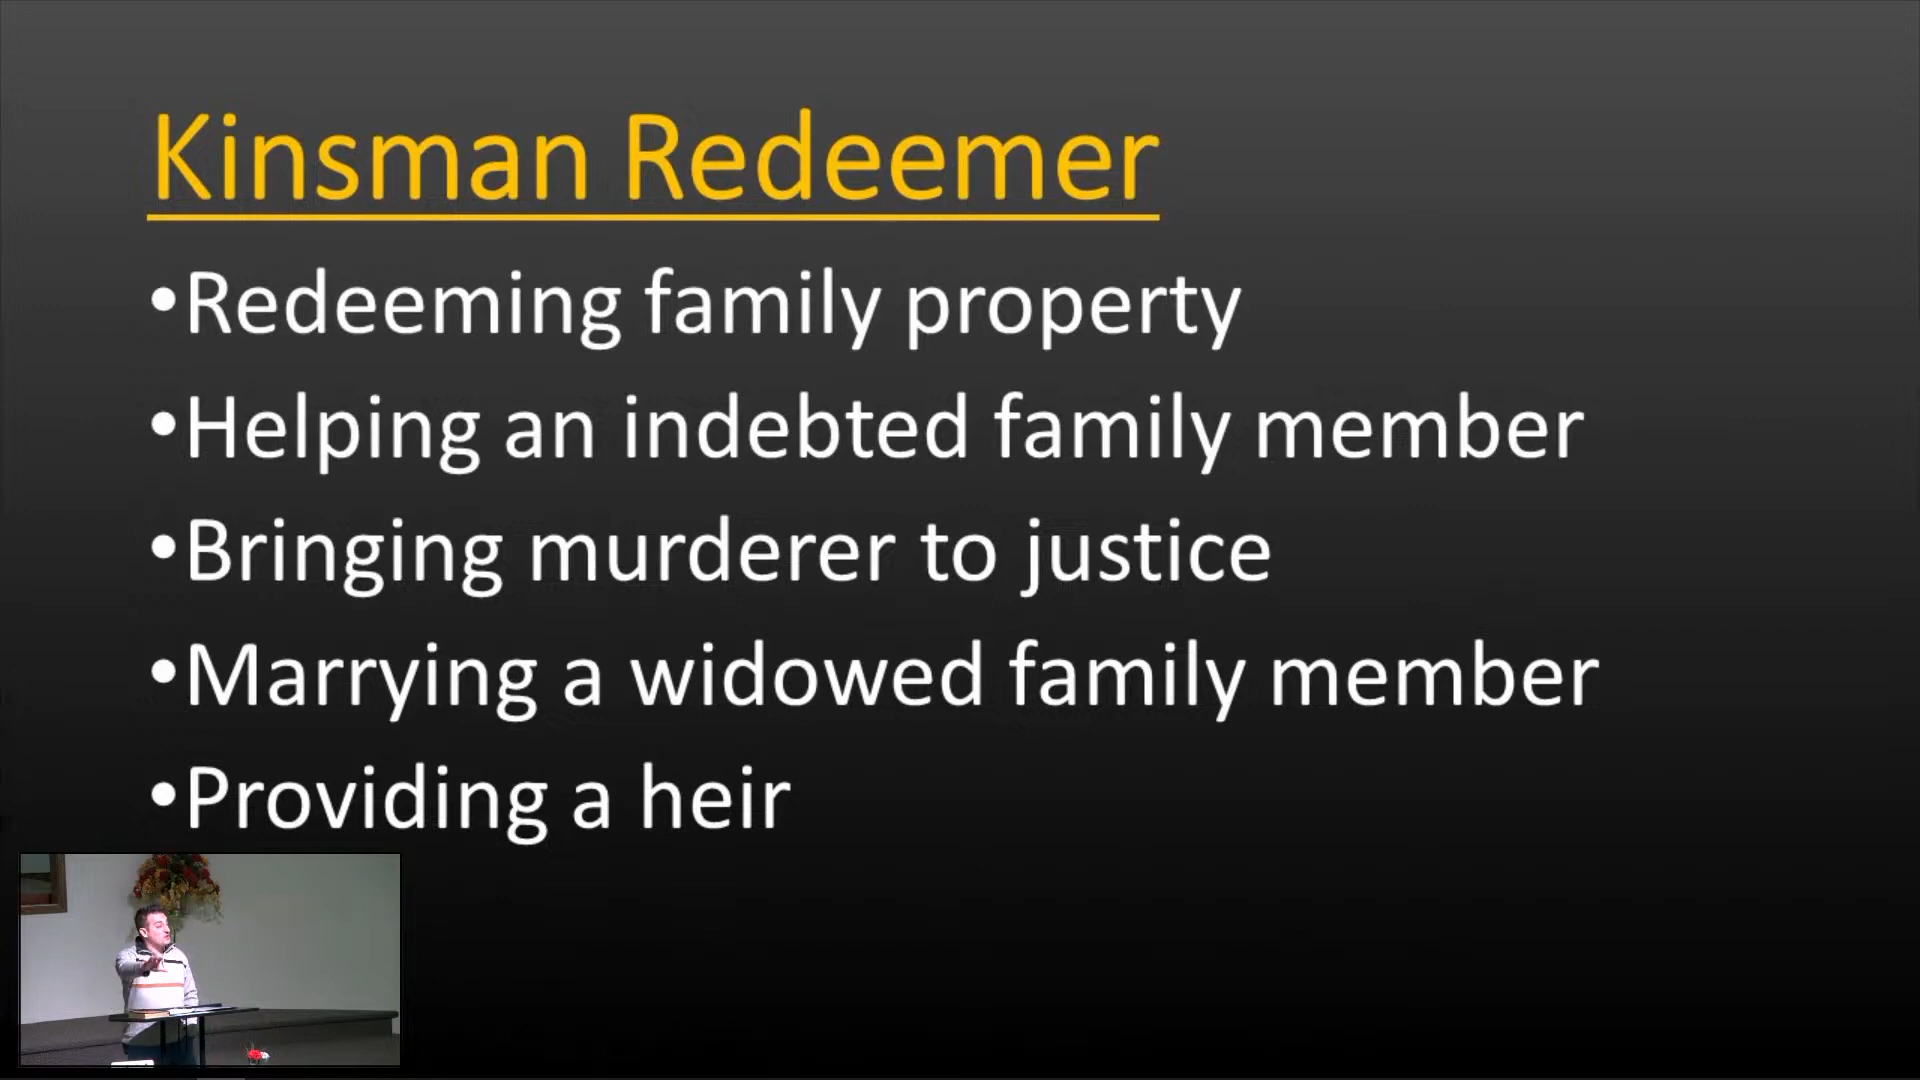 Kinsman Redeemer
•Redeeming family property
•Helping an indebted family member
•Bringing murderer to justice
•Marrying a widowed family member
•Providing a heir